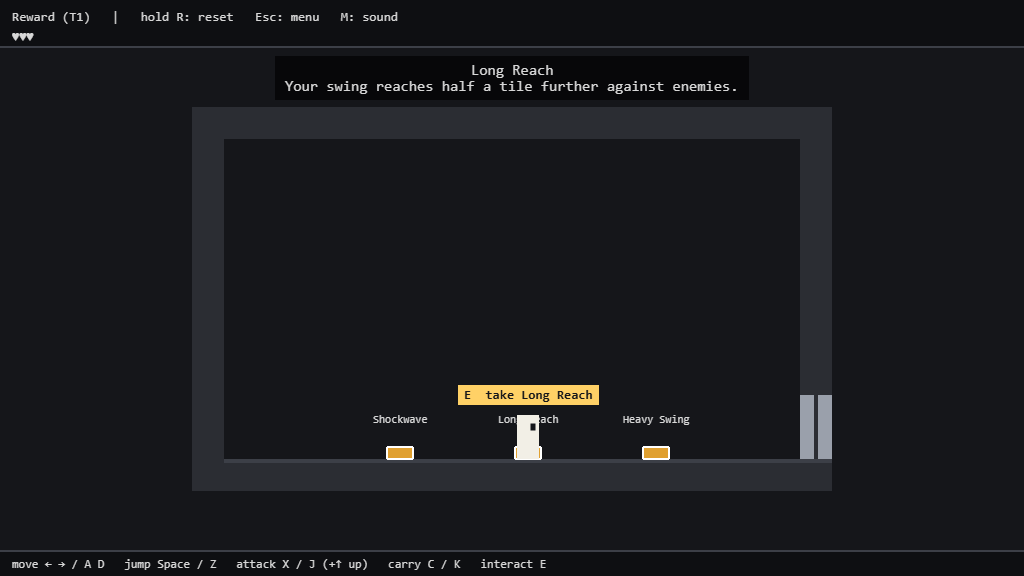 Reward (T1) | hold R: reset Esc: menu M: sound
♥♥♥
Long Reach
Your swing reaches half a tile further against enemies.
E take Long Reach
Shockwave Heavy Swing
move ← → / A D jump Space / Z attack X / J (+↑ up) carry C / K interact E